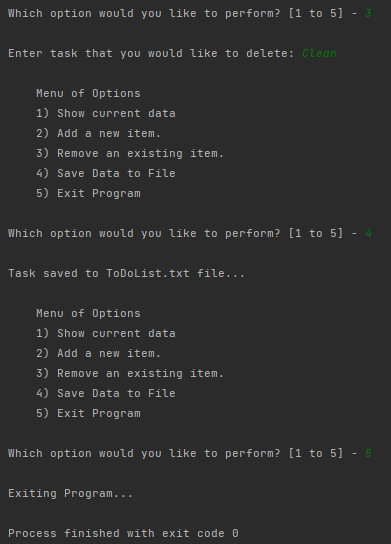 Which option would you like to perform? [1 to 5] - 3
Enter task that you would like to delete: Clean
Menu of Options
1) Show current data
2) Add a new item.
3) Remove an existing item.
4) Save Data to File
5) Exit Program
Which option would you like to perform? [1 to 5] - 4
Task saved to ToDoList.txt file...
Menu of Options
1) Show current data
2) Add a new item.
3) Remove an existing item.
4) Save Data to File
5) Exit Program
Which option would you like to perform? [1 to 5] - 5
Exiting Program...
Process finished with exit code 0